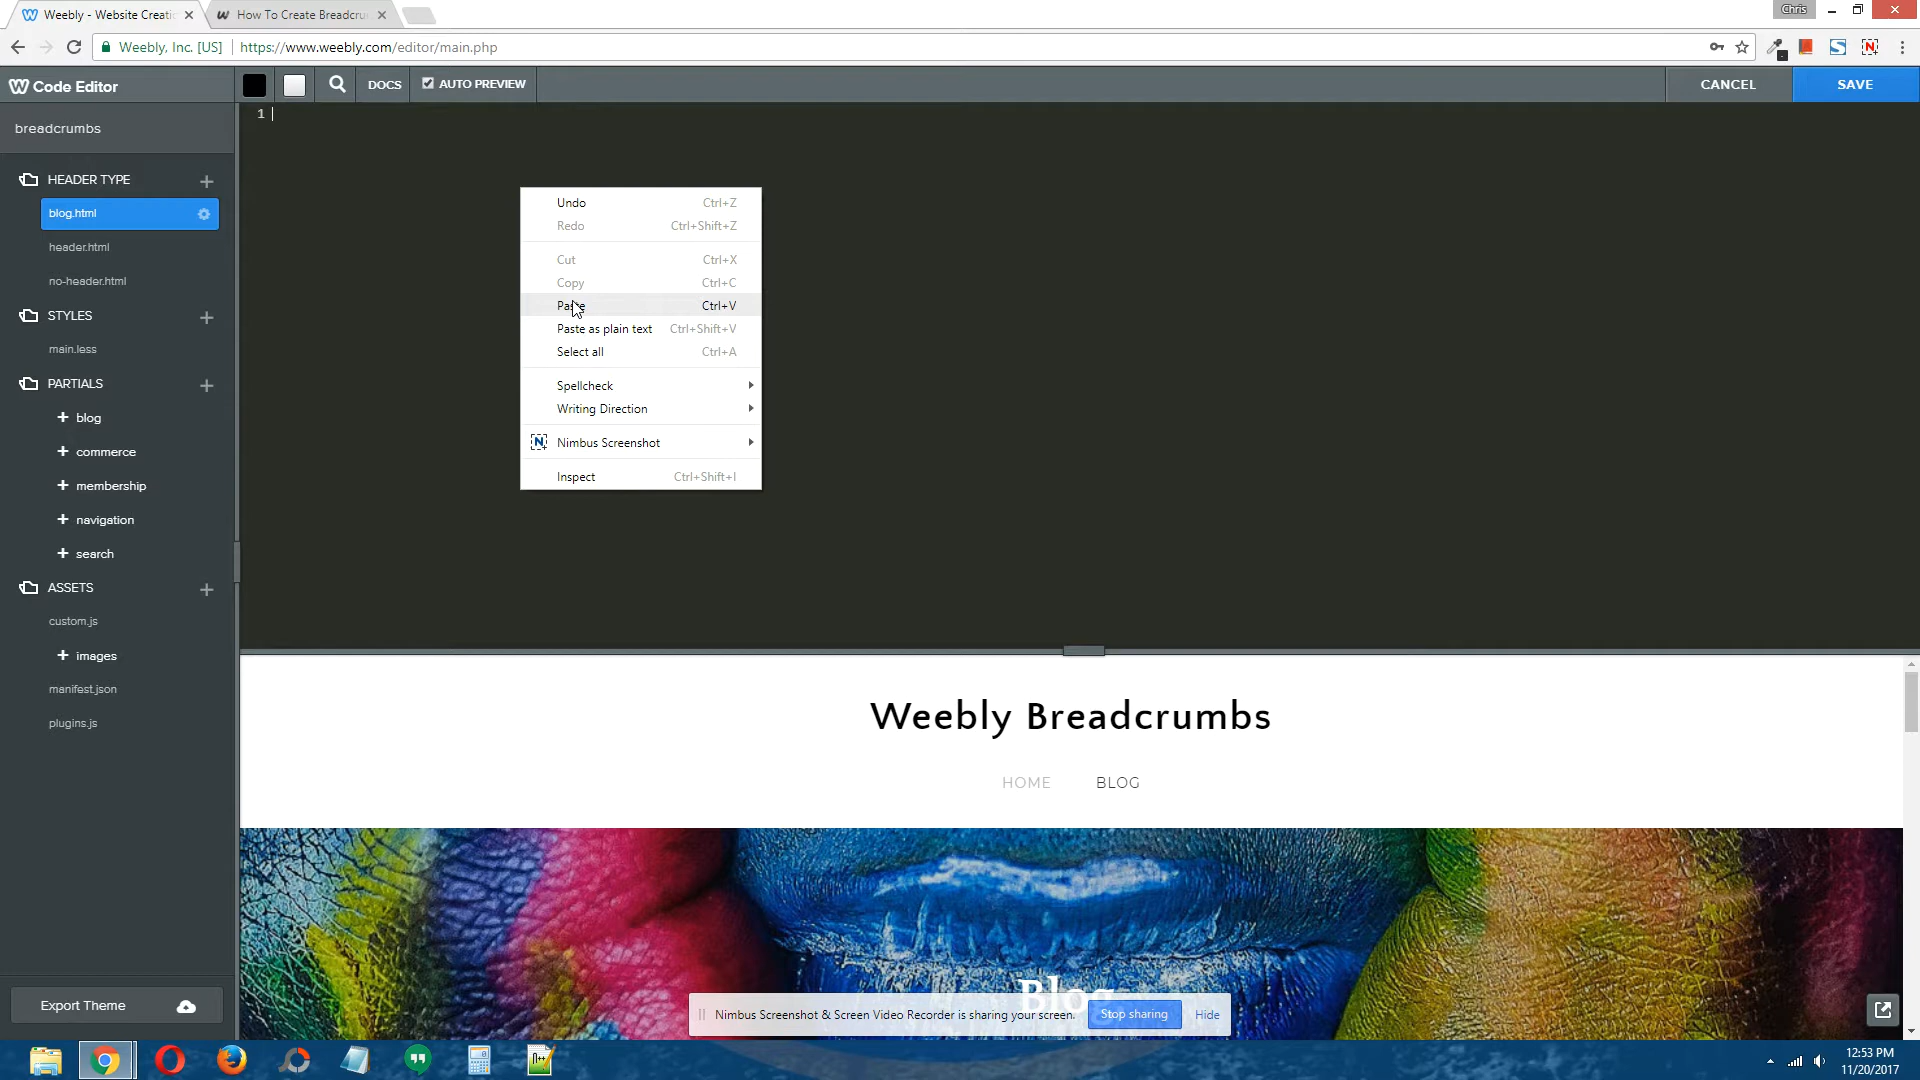 Weebly - Website Creati
How To Create Breadcru
Chris
Weebly, Inc. [US] https://www.weebly.com/editor/main.php
Code Editor
DOCS
AUTO PREVIEW
CANCEL
SAVE
breadcrumbs
1
HEADER TYPE
blog.html
header.html
no-header.html
STYLES
main.less
PARTIALS
blog
commerce
membership
navigation
search
ASSETS
custom.js
images
manifest.json
plugins.js
Export Theme
Undo Ctrl+Z
Redo Ctrl+Shift+Z
Cut Ctrl+X
Copy Ctrl+C
Paste Ctrl+V
Paste as plain text Ctrl+Shift+V
Select all Ctrl+A
Spellcheck
Writing Direction
Nimbus Screenshot
Inspect Ctrl+Shift+I
Weebly Breadcrumbs
HOME BLOG
Blog
Nimbus Screenshot & Screen Video Recorder is sharing your screen. Stop sharing Hide
12:53 PM
11/20/2017